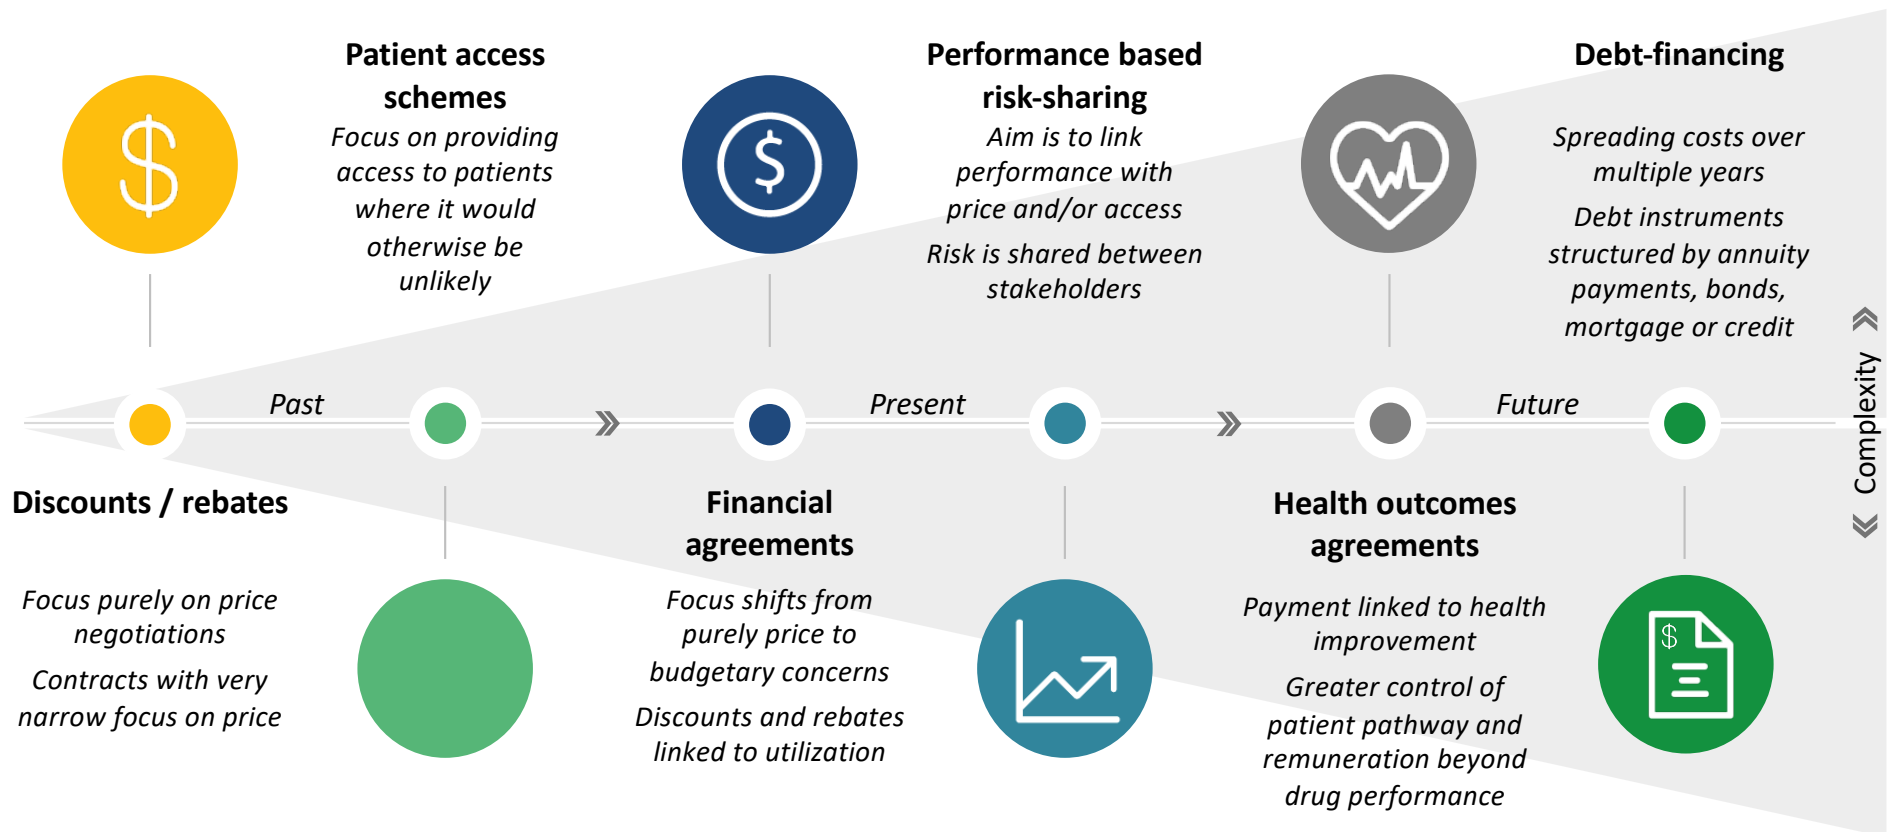 Patient access
schemes
Focus on providing
access to patients
where it would
otherwise be
unlikely
$
$
Performance based
risk-sharing
Aim is to link
performance with
price and/or access
Risk is shared between
stakeholders
Debt-financing
Spreading costs over
multiple years
Debt instruments
structured by annuity
payments, bonds,
mortgage or credit
Past
Present
Future
Complexity
Discounts / rebates
Focus purely on price
negotiations
Contracts with very
narrow focus on price
Financial
agreements
Focus shifts from
purely price to
budgetary concerns
Discounts and rebates
linked to utilization
Health outcomes
agreements
Payment linked to health
improvement
Greater control of
patient pathway and
remuneration beyond
drug performance
$